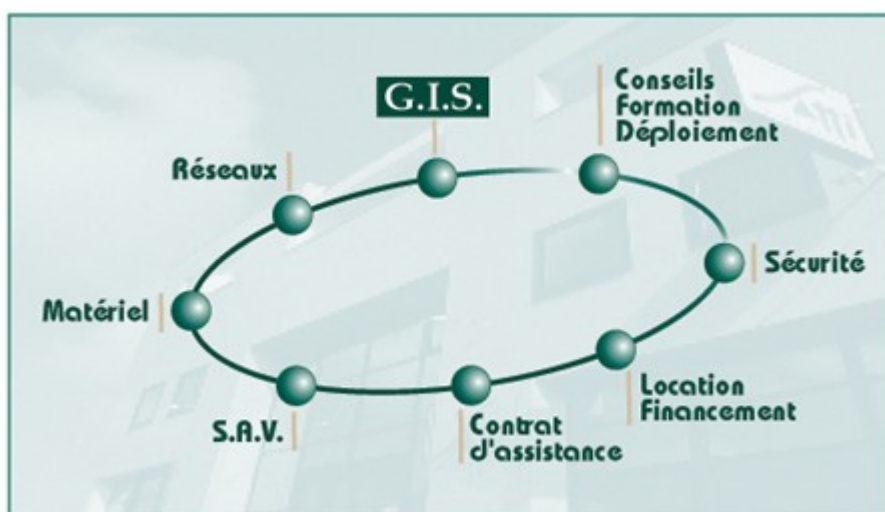 G.I.S.
Conseils
Formation
Déploiement
Réseaux
Sécurité
Matériel
Location
Financement
S.A.V.
Contrat
d'assistance